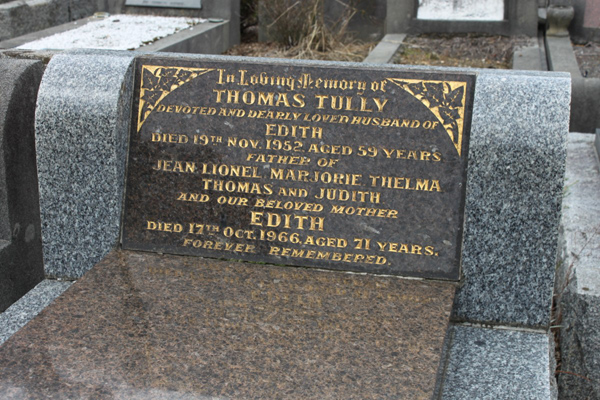 In Loving Memory of
THOMAS TULLY
DEVOTED AND DEARLY LOVED HUSBAND OF
EDITH
DIED 19TH NOV. 1952. AGED 59 YEARS
FATHER OF
JEAN, LIONEL, MARJORIE, THELMA
THOMAS AND JUDITH
AND OUR BELOVED MOTHER
EDITH
DIED 17TH OCT. 1966. AGED 71 YEARS.
FOREVER REMEMBERED.